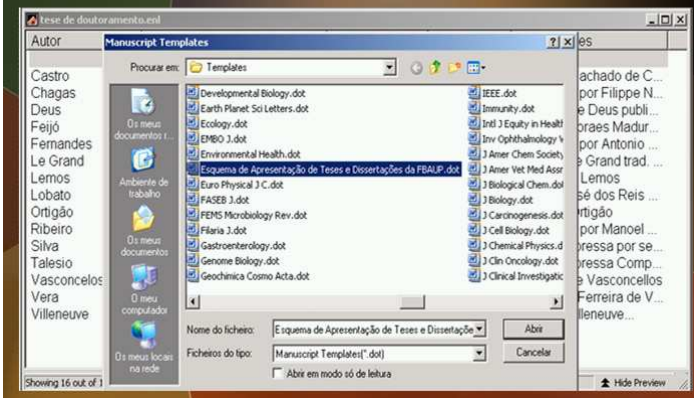 tese de doutoramento.enl
Autor
es
Castro
Chagas
Deus
Feijó
Fernandes
Le Grand
Lemos
Lobato
Ortigão
Ribeiro
Silva
Talesio
Vasconcelos
Vera
Villeneuve
Showing 16 out of 1
Manuscript Templates
Procurar em:
Templates
Os meus documentos r...
Ambiente de trabalho
Os meus documentos
O meu computador
Os meus locais na rede
Developmental Biology.dot
Earth Planet Sci Letters.dot
Ecology.dot
EMBO J.dot
Environmental Health.dot
Esquema de Apresentação de Teses e Dissertações da FBAUP.dot
Euro Physical J C.dot
FASEB J.dot
FEMS Microbiology Rev.dot
Filaria J.dot
Gastroenterology.dot
Genome Biology.dot
Geochimica Cosmo Acta.dot
IEEE.dot
Immunity.dot
Intl J Equity in Health
Inv Ophthalmology V
J Amer Chem Society
J Amer Vet Med Assr
J Biological Chem.dot
J Biology.dot
J Carcinogenesis.dot
J Cell Biology.dot
J Chemical Physics.d
J Clin Oncology.dot
J Clinical Investigatic
Nome do ficheiro:
Esquema de Apresentação de Teses e Dissertaçõe
Abrir
Ficheiros do tipo:
Manuscript Templates(*.dot)
Cancelar
Abrir em modo só de leitura
achado de C...
por Filippe N...
e Deus publi...
oraes Madur...
por Antonio ...
e Grand trad. ...
Lemos
sé dos Reis ...
rtigão
por Manoel ...
pressa por se...
pressa Comp...
e Vasconcellos
Ferreira de V...
lleneuve...
Hide Preview